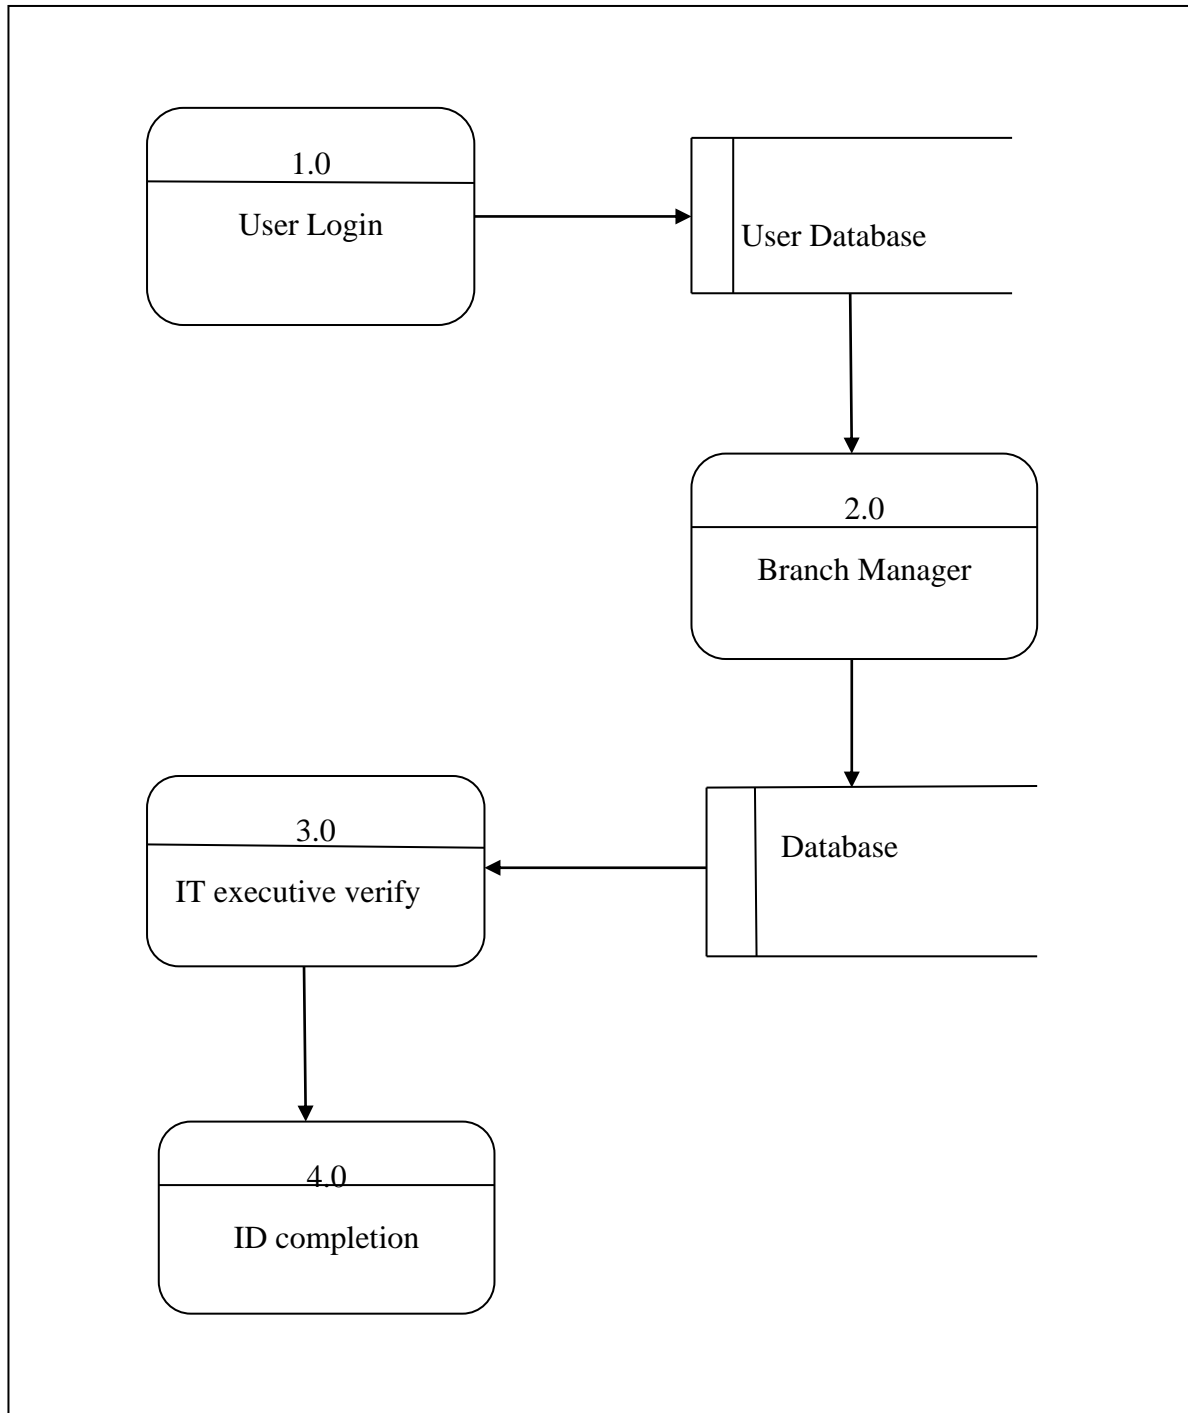 1.0
User Login
User Database
2.0
Branch Manager
3.0
IT executive verify
Database
4.0
ID completion